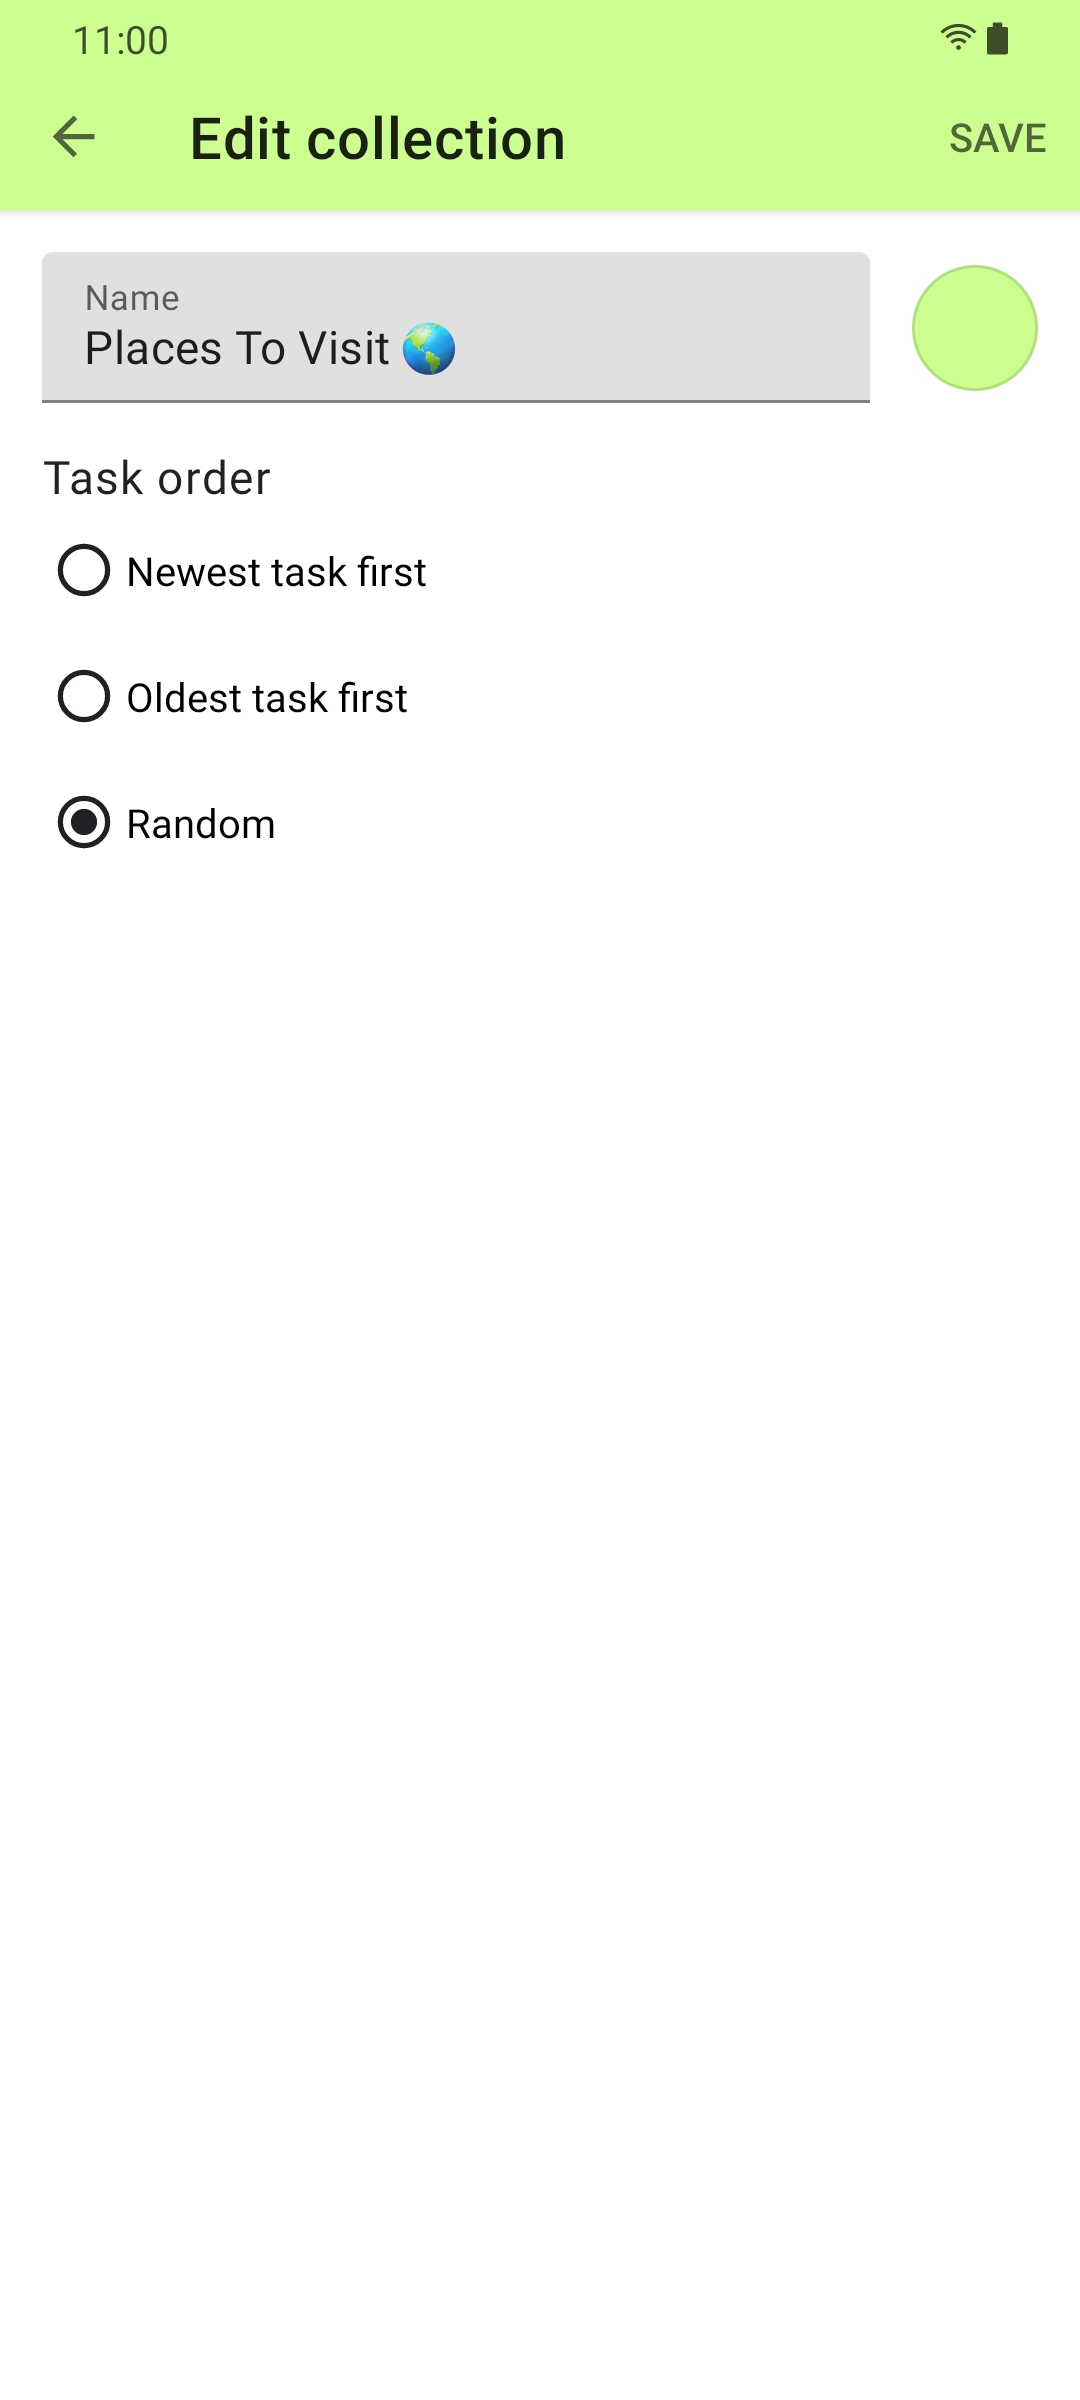 11:00
Edit collection
SAVE
Name
Places To Visit 🌎
Task order
Newest task first
Oldest task first
Random